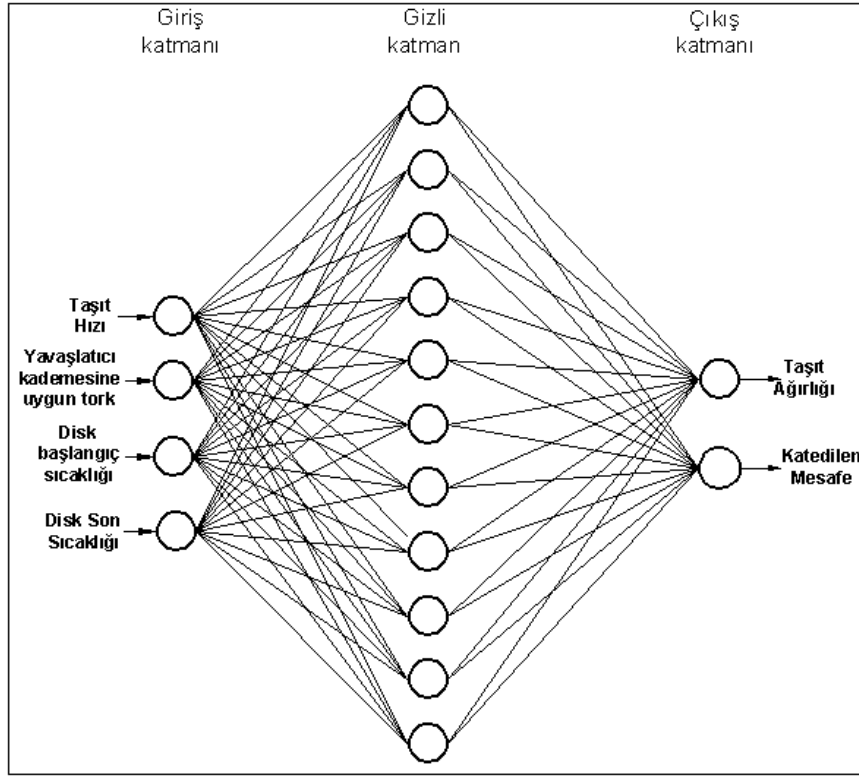 Giriş
katmanı
Gizli
katman
Çıkış
katmanı
Taşıt
Hızı
Yavaşlatıcı
kademesine
uygun tork
Disk
başlangıç
sıcaklığı
Disk Son
Sıcaklığı
Taşıt
Ağırlığı
Katedilen
Mesafe